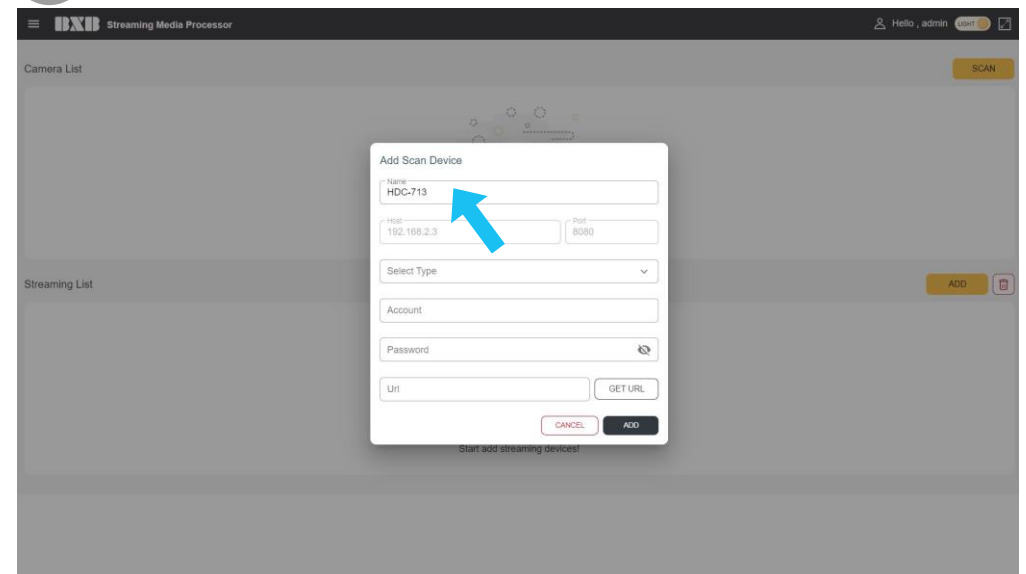 BXB Streaming Media Processor
Hello , admin LIGHT
Camera List
SCAN
Add Scan Device
Name
HDC-713
Host
192.168.2.3
Port
8080
Select Type
Streaming List
ADD
Account
Password
Url
GET URL
CANCEL
ADD
Start add streaming devices!